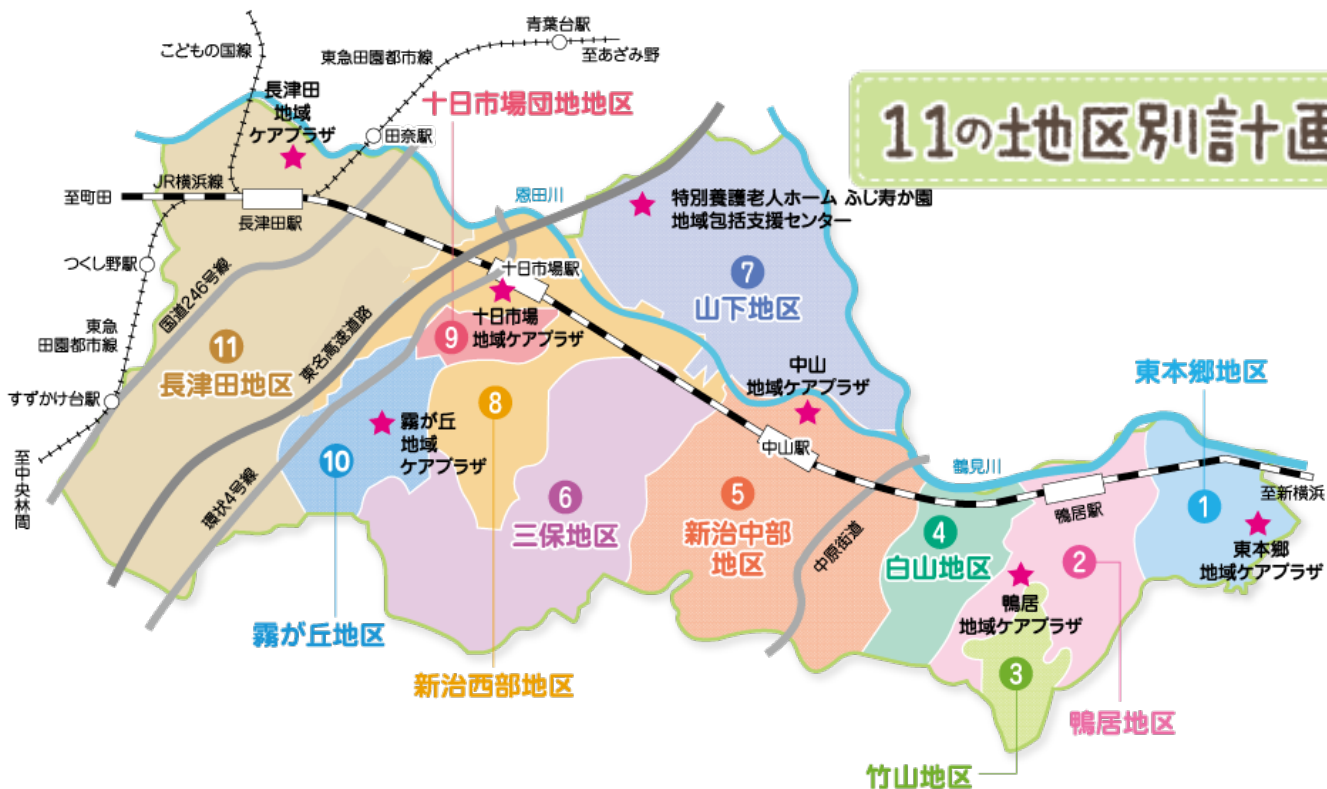 11の地区別計画
こどもの国線
東急田園都市線
青葉台駅
至あざみ野
長津田
地域
ケアプラザ
田奈駅
十日市場団地地区
至町田
JR横浜線
長津田駅
恩田川
特別養護老人ホーム ふじ寿か園
地域包括支援センター
つくし野駅
国道246号線
東急
田園都市線
すずかけ台駅
至中央林間
11
長津田地区
東名高速道路
環状4号線
十日市場駅
十日市場
地域ケアプラザ
9
7
山下地区
中山
地域ケアプラザ
中山駅
8
霧が丘
地域
ケアプラザ
10
6
三保地区
5
新治中部
地区
中原街道
鶴見川
4
白山地区
鴨居駅
東本郷地区
至新横浜
1
東本郷
地域ケアプラザ
2
鴨居
地域ケアプラザ
3
霧が丘地区
新治西部地区
鴨居地区
竹山地区